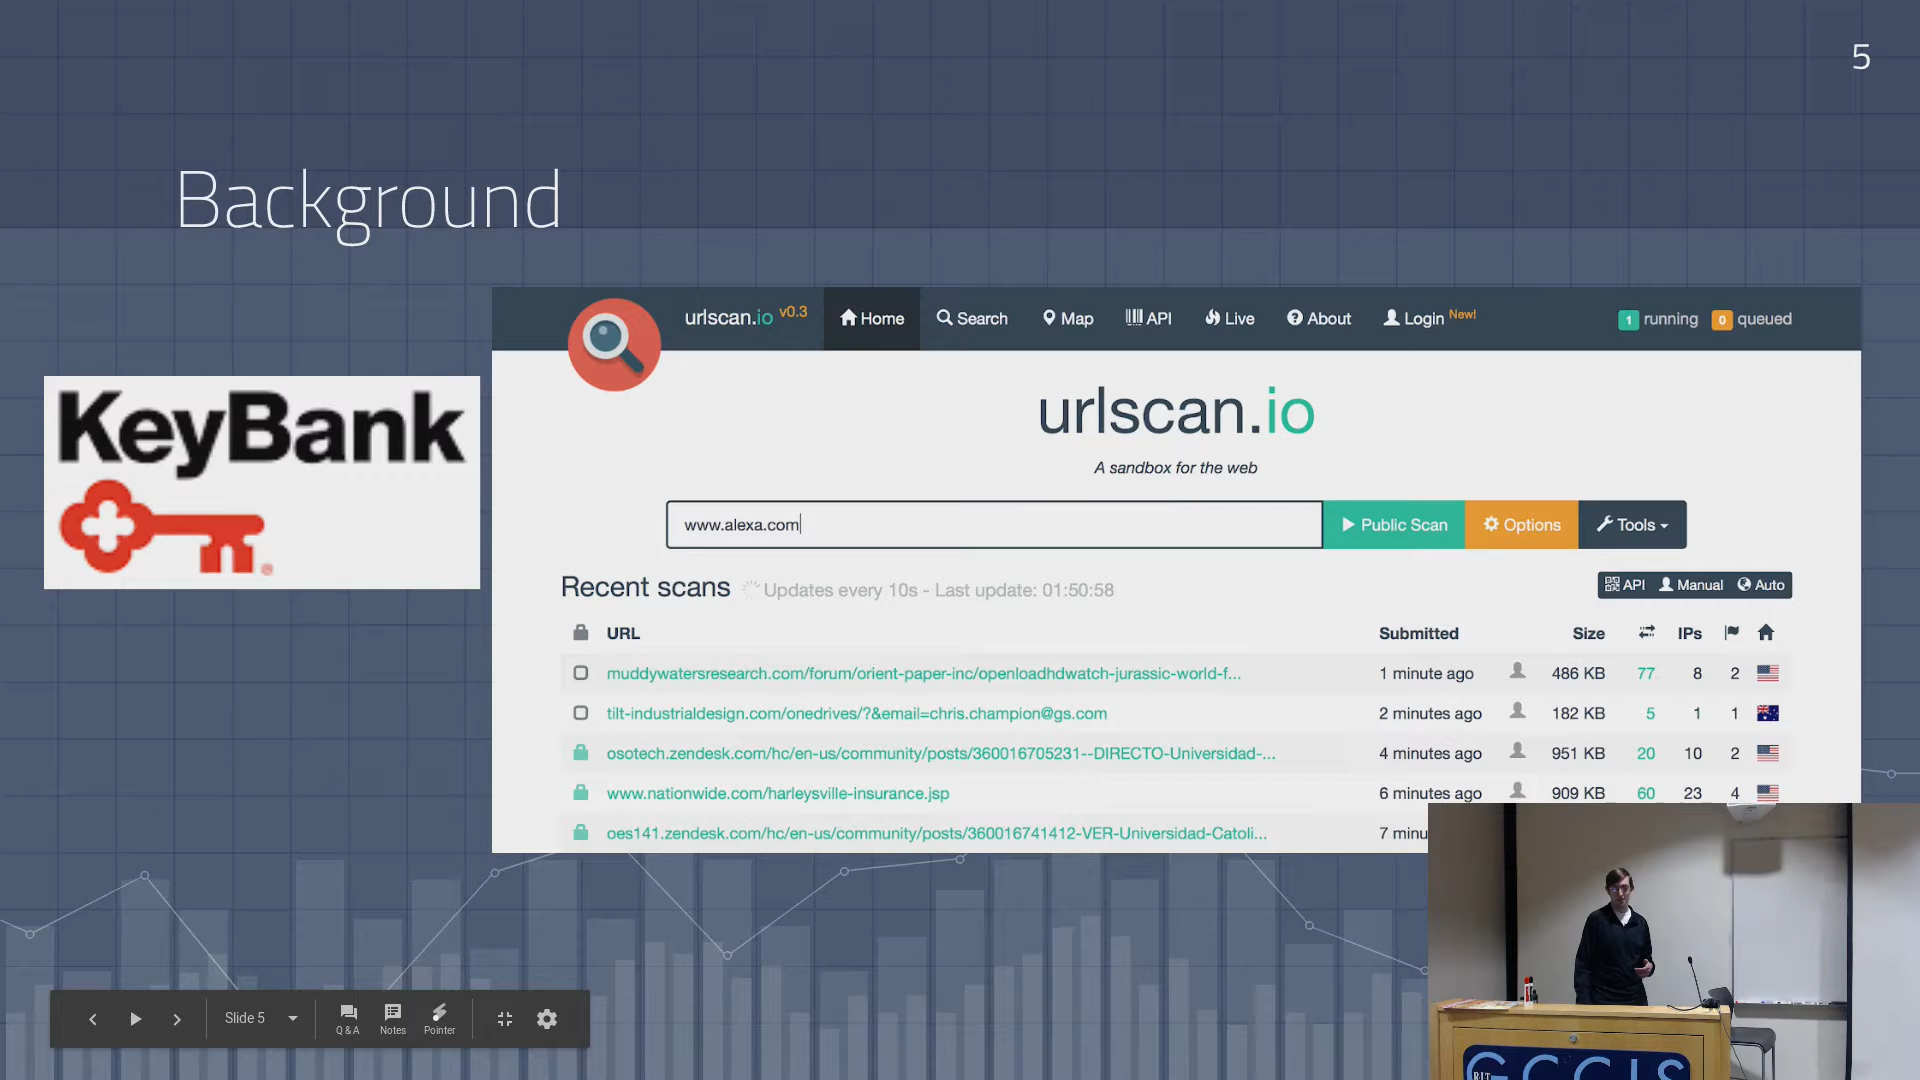 5
Background
KeyBank
urlscan.io v0.3 Home Search Map API Live About Login New! 1 running 0 queued
urlscan.io
A sandbox for the web
www.alexa.com Public Scan Options Tools
Recent scans Updates every 10s - Last update: 01:50:58 API Manual Auto
URL Submitted Size IPs
muddywatersresearch.com/forum/orient-paper-inc/openloadhdwatch-jurassic-world-f... 1 minute ago 486 KB 77 8 2
tilt-industrialdesign.com/onedrives/?&email=chris.champion@gs.com 2 minutes ago 182 KB 5 1 1
osotech.zendesk.com/hc/en-us/community/posts/360016705231--DIRECTO-Universidad-... 4 minutes ago 951 KB 20 10 2
www.nationwide.com/harleysville-insurance.jsp 6 minutes ago 909 KB 60 23 4
oes141.zendesk.com/hc/en-us/community/posts/360016741412-VER-Universidad-Catoli... 7 minu
Slide 5 Q & A Notes Pointer
R·I·T GCCIS